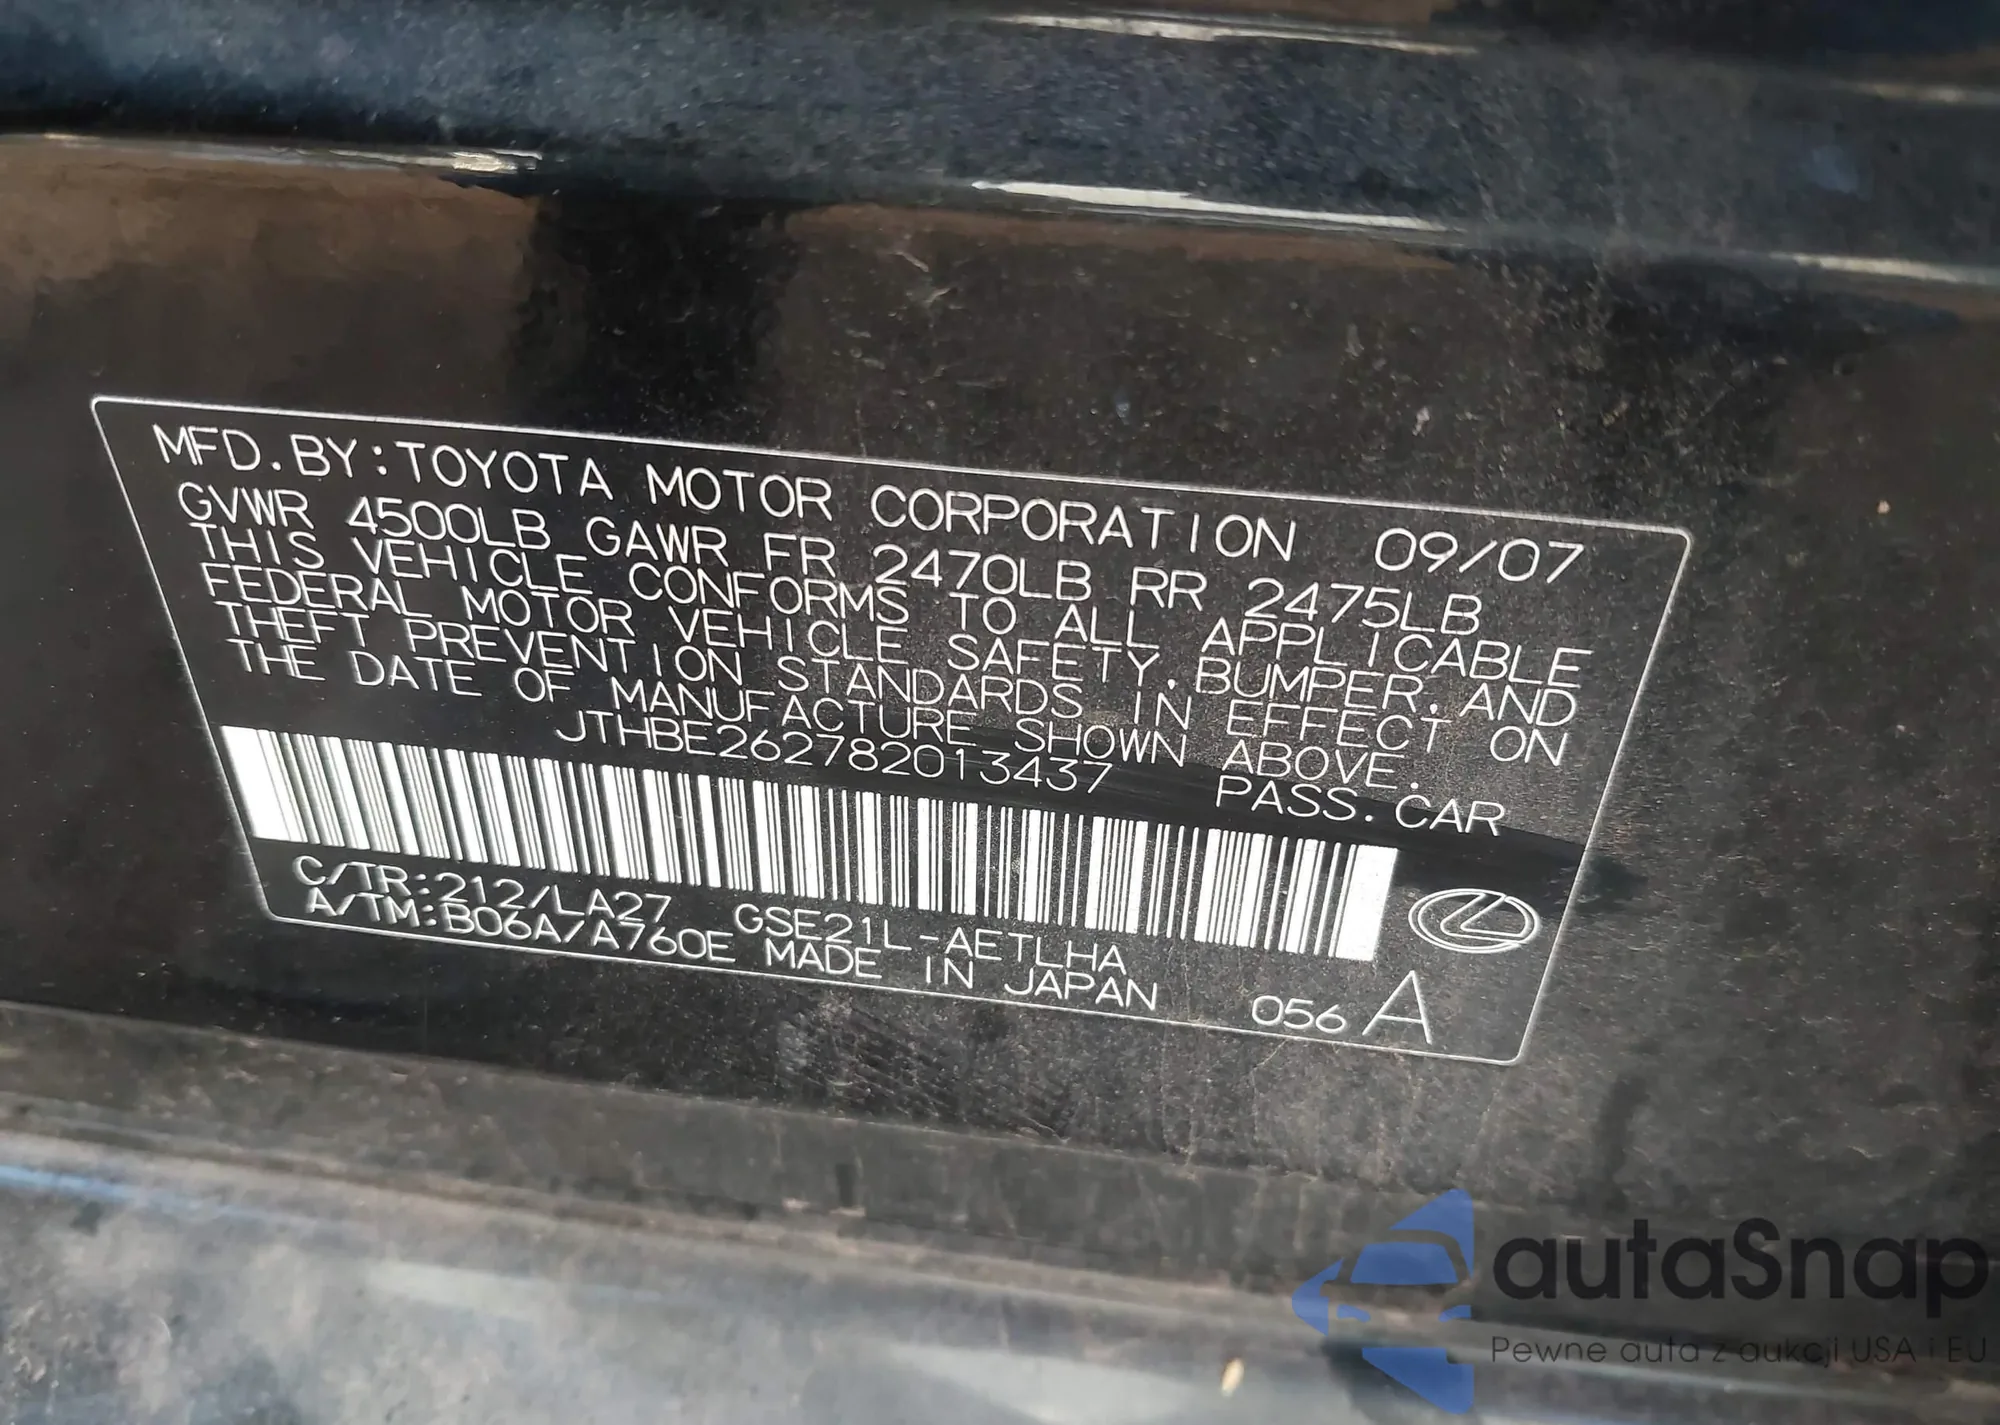 MFD.BY:TOYOTA MOTOR CORPORATION 09/07
GVWR 4500LB GAWR FR 2470LB RR 2475LB
THIS VEHICLE CONFORMS TO ALL APPLICABLE
FEDERAL MOTOR VEHICLE SAFETY, BUMPER, AND
THEFT PREVENTION STANDARDS IN EFFECT ON
THE DATE OF MANUFACTURE SHOWN ABOVE.
JTHBE262782013437 PASS.CAR
C/TR:212/LA27 GSE21L-AETLHA
A/TM:B06A/A760E MADE IN JAPAN 056 A
autaSnap
Pewne auta z aukcji USA i EU